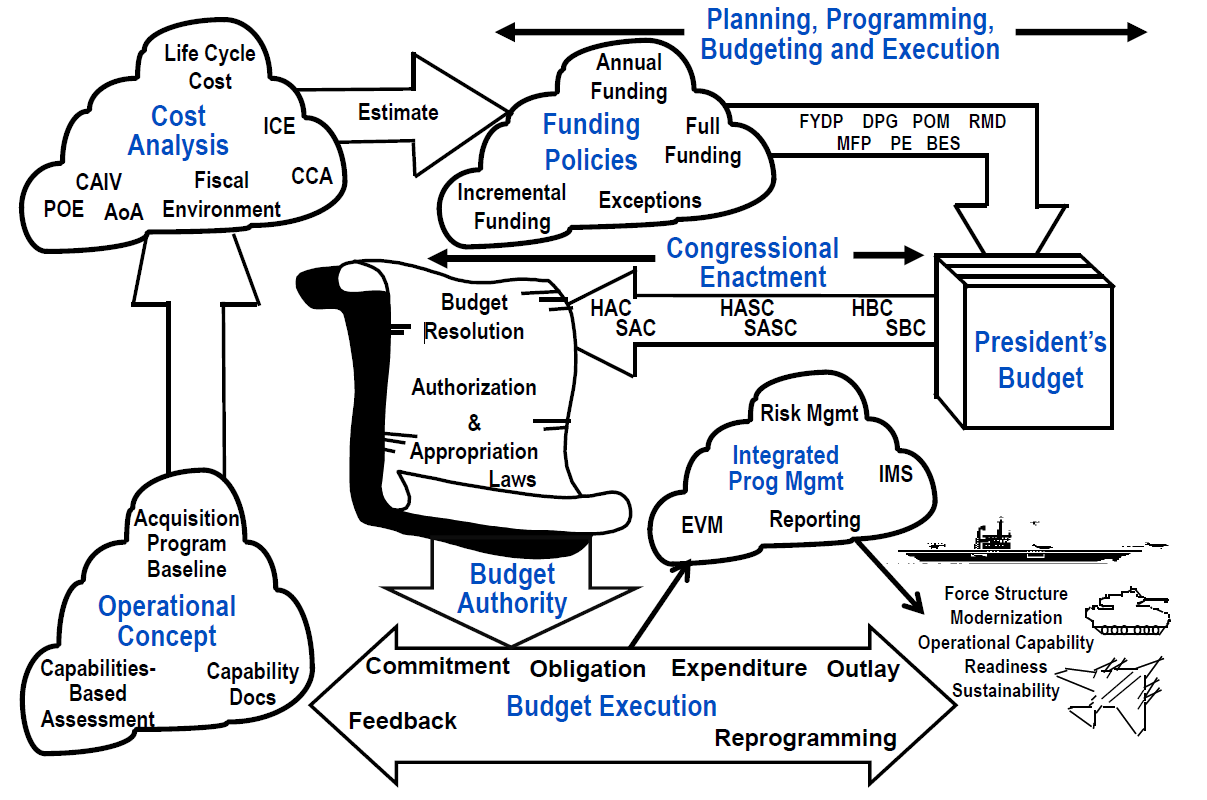 Planning, Programming,
Budgeting and Execution
Life Cycle
Cost
Cost
Analysis
ICE
CAIV
Fiscal
CCA
POE
AoA
Environment
Estimate
Annual
Funding
Funding
Policies
Full
Funding
Incremental
Funding
Exceptions
FYDP DPG POM RMD
MFP PE BES
Congressional
Enactment
HAC HASC HBC
SAC SASC SBC
President's
Budget
Budget
Resolution
Authorization
&
Appropriation
Laws
Risk Mgmt
Integrated
Prog Mgmt
IMS
EVM
Reporting
Acquisition
Program
Baseline
Operational
Concept
Capabilities-
Based
Assessment
Capability
Docs
Budget
Authority
Force Structure
Modernization
Operational Capability
Readiness
Sustainability
Commitment Obligation Expenditure Outlay
Budget Execution
Feedback
Reprogramming